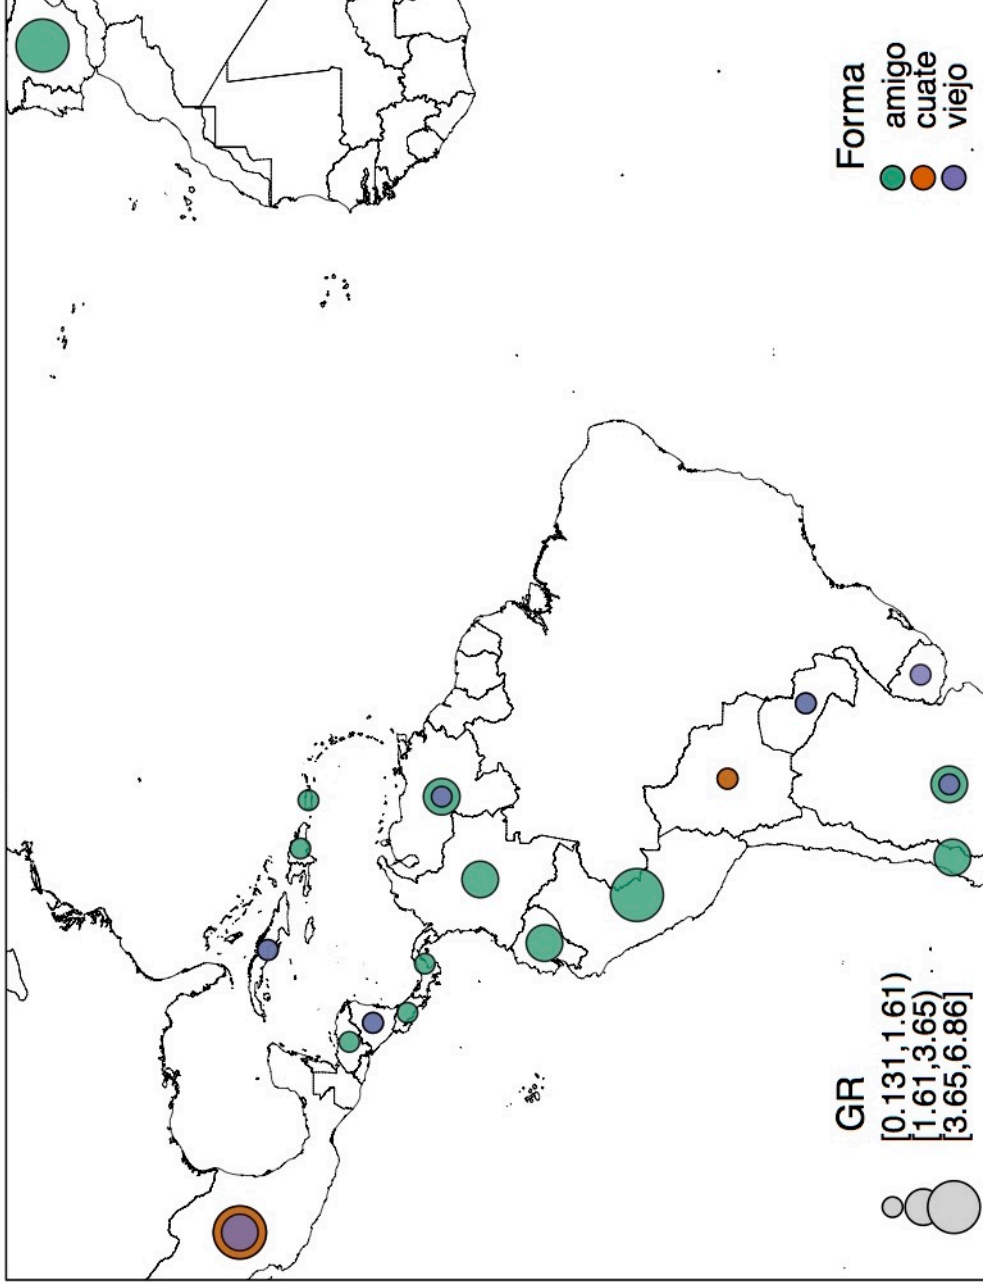 GR
[0.131,1.61)
[1.61,3.65)
[3.65,6.86]
Forma
amigo
cuate
viejo